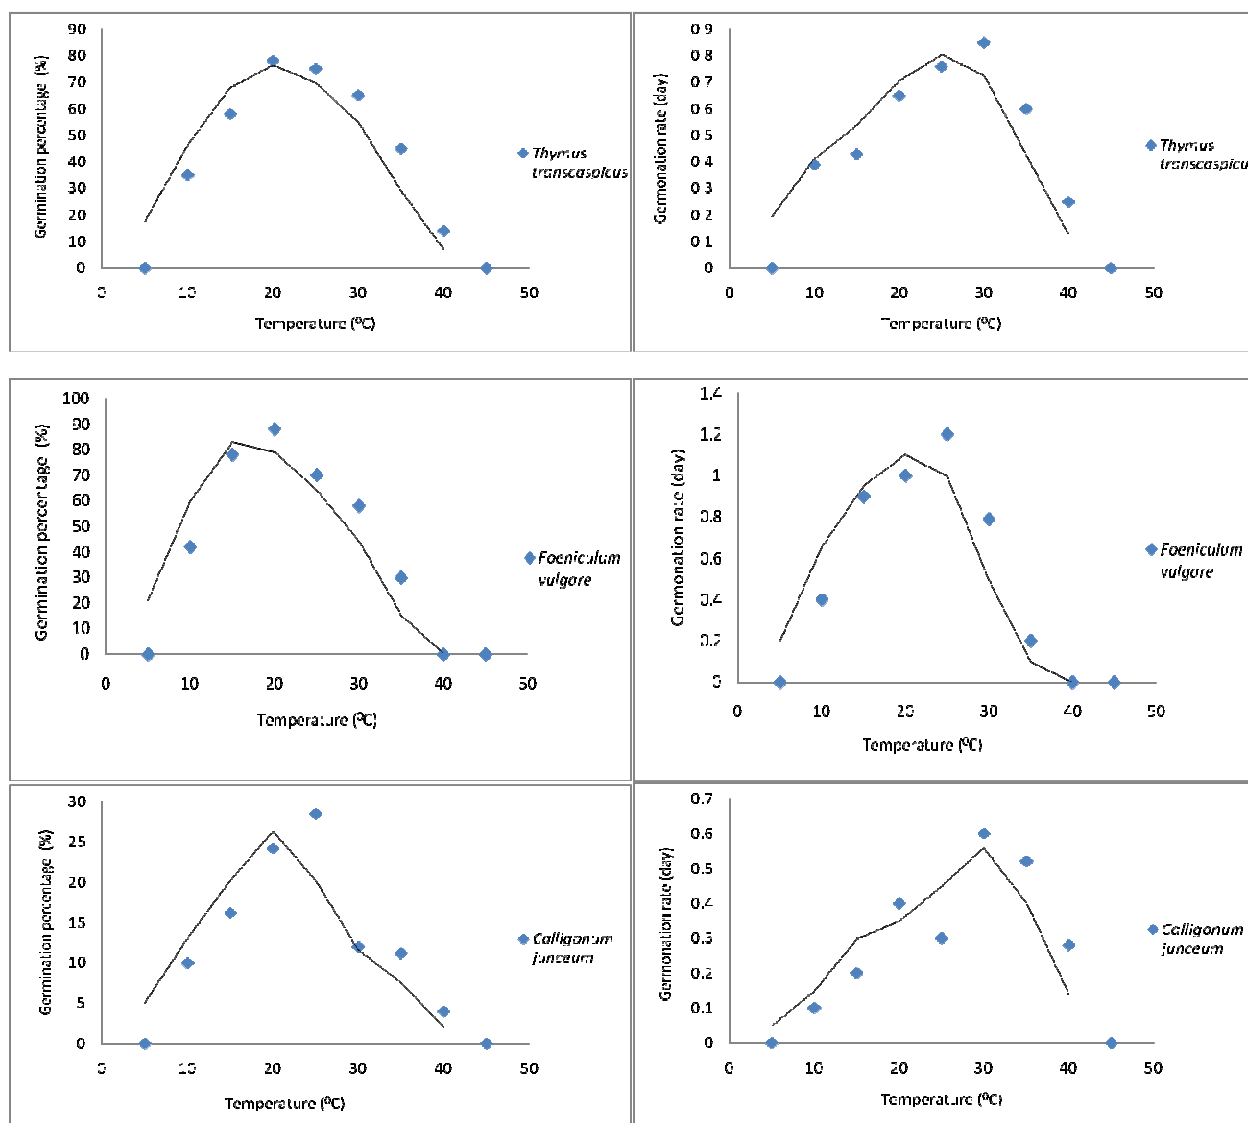 90
80
70
60
50
40
30
20
10
0
Germination percentage (%)
0 10 20 30 40 50
Temperature (⁰C)
Thymus
transcaspicus
0.9
0.8
0.7
0.6
0.5
0.4
0.3
0.2
0.1
0
Germonation rate (day)
0 10 20 30 40 50
Temperature (⁰C)
Thymus
transcaspicu
100
90
80
70
60
50
40
30
20
10
0
Germination percentage (%)
0 10 20 30 40 50
Temperature (⁰C)
Foeniculum
vulgare
1.4
1.2
1
0.8
0.6
0.4
0.2
0
Germonation rate (day)
0 10 20 30 40 50
Temperature (⁰C)
Foeniculum
vulgare
30
25
20
15
10
5
0
Germination percentage (%)
0 10 20 30 40 50
Temperature (⁰C)
Calligonum
junceum
0.7
0.6
0.5
0.4
0.3
0.2
0.1
0
Germonation rate (day)
0 10 20 30 40 50
Temperature (⁰C)
Calligonum
junceum